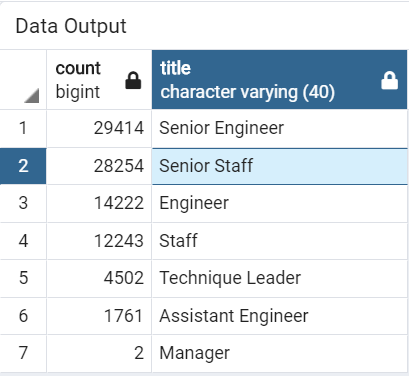 Data Output
count title
bigint character varying (40)
1 29414 Senior Engineer
2 28254 Senior Staff
3 14222 Engineer
4 12243 Staff
5 4502 Technique Leader
6 1761 Assistant Engineer
7 2 Manager